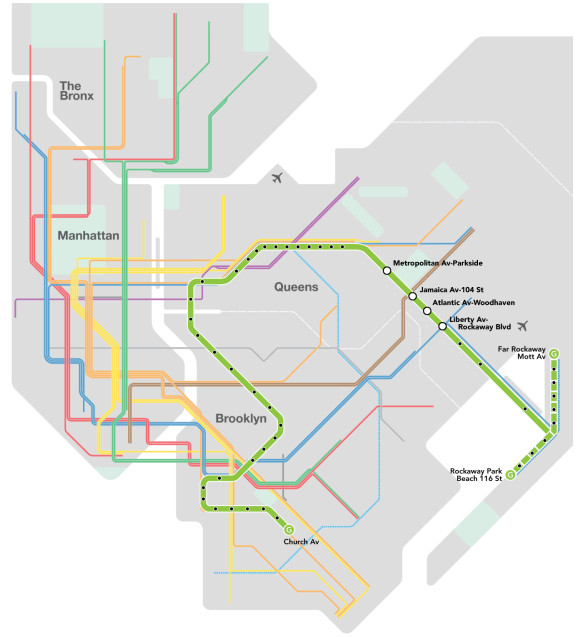 The
Bronx
Manhattan
Metropolitan Av-Parkside
Queens
Jamaica Av-104 St
Atlantic Av-Woodhaven
Liberty Av-
Rockaway Blvd
Far Rockaway
Mott Av
G
Brooklyn
Rockaway Park
Beach 116 St
G
G
Church Av